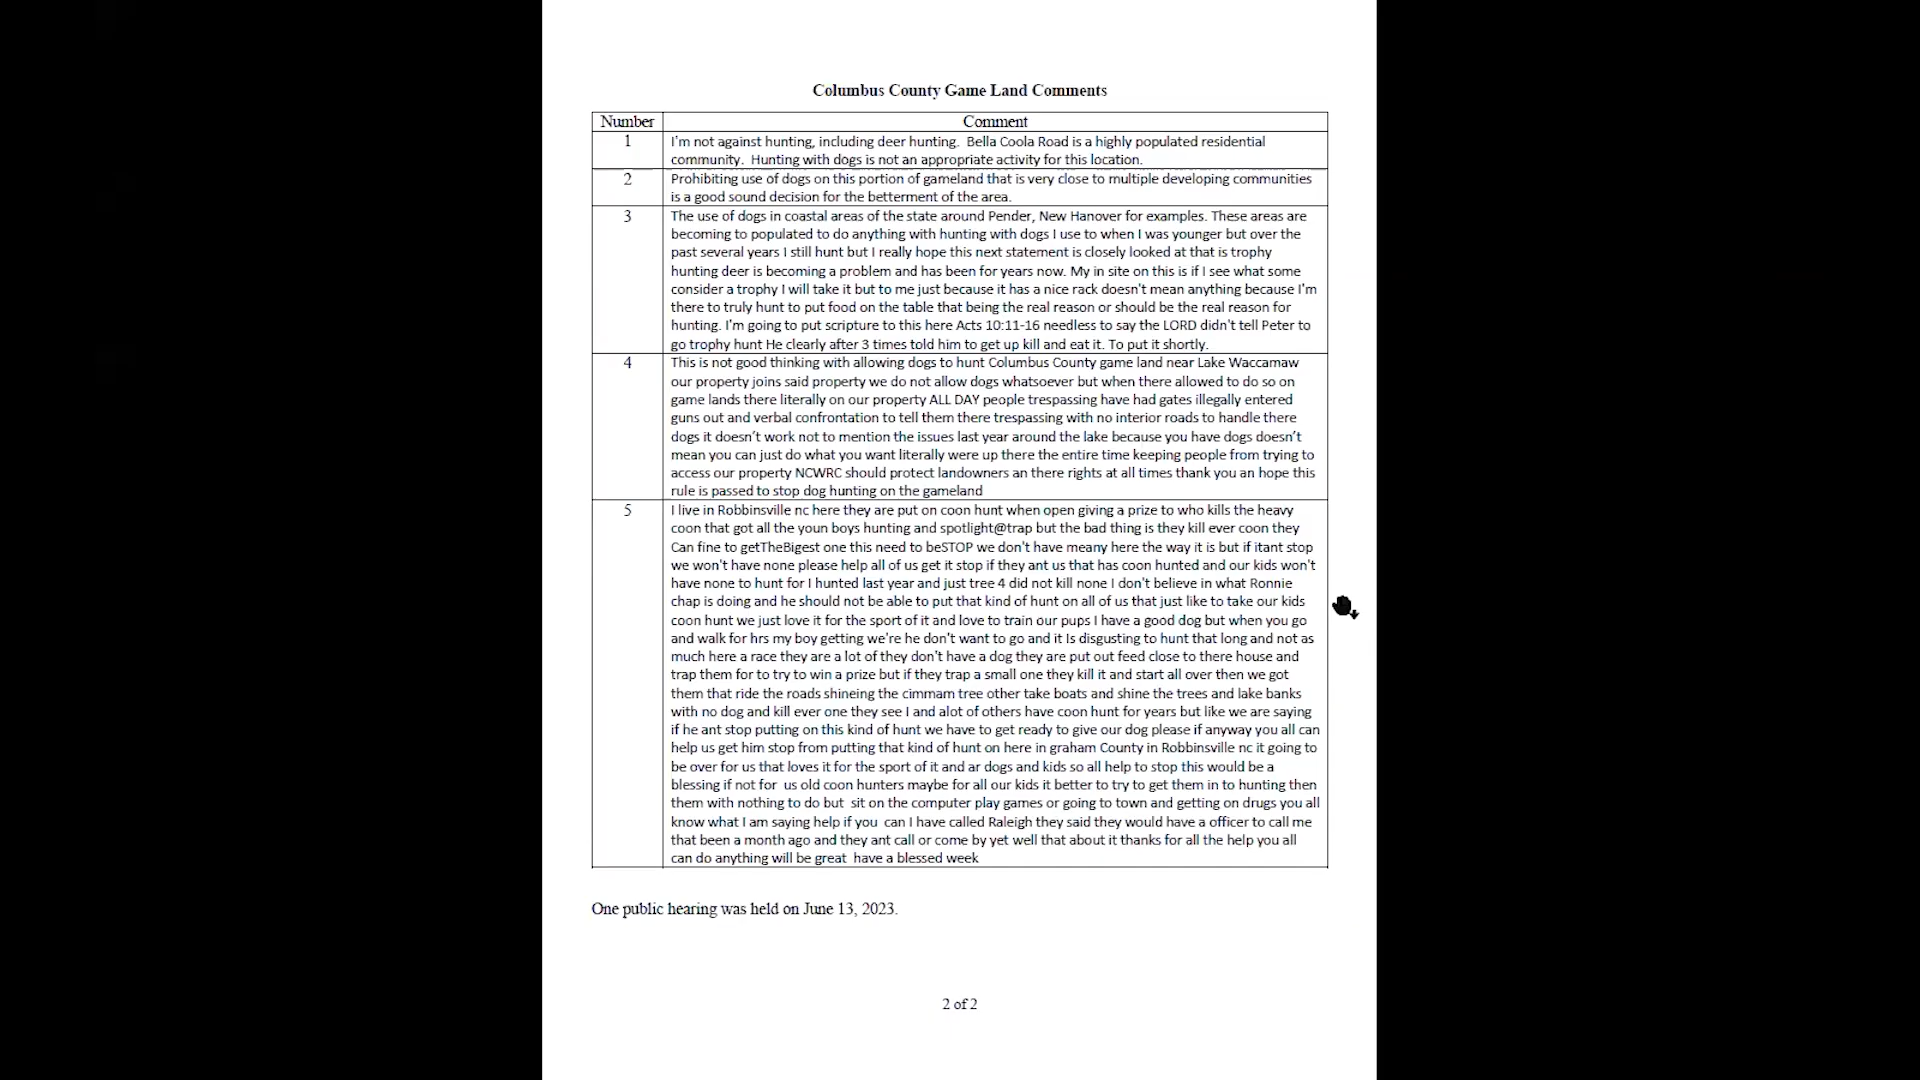 Columbus County Game Land Comments
Number Comment
1 I'm not against hunting, including deer hunting.  Bella Coola Road is a highly populated residential
community.  Hunting with dogs is not an appropriate activity for this location.
2 Prohibiting use of dogs on this portion of gameland that is very close to multiple developing communities
is a good sound decision for the betterment of the area.
3 The use of dogs in coastal areas of the state around Pender, New Hanover for examples. These areas are
becoming to populated to do anything with hunting with dogs I use to when I was younger but over the
past several years I still hunt but I really hope this next statement is closely looked at that is trophy
hunting deer is becoming a problem and has been for years now. My in site on this is if I see what some
consider a trophy I will take it but to me just because it has a nice rack doesn't mean anything because I'm
there to truly hunt to put food on the table that being the real reason or should be the real reason for
hunting. I'm going to put scripture to this here Acts 10:11-16 needless to say the LORD didn't tell Peter to
go trophy hunt He clearly after 3 times told him to get up kill and eat it. To put it shortly.
4 This is not good thinking with allowing dogs to hunt Columbus County game land near Lake Waccamaw
our property joins said property we do not allow dogs whatsoever but when there allowed to do so on
game lands there literally on our property ALL DAY people trespassing have had gates illegally entered
guns out and verbal confrontation to tell them there trespassing with no interior roads to handle there
dogs it doesn't work not to mention the issues last year around the lake because you have dogs doesn't
mean you can just do what you want literally were up there the entire time keeping people from trying to
access our property NCWRC should protect landowners an there rights at all times thank you an hope this
rule is passed to stop dog hunting on the gameland
5 I live in Robbinsville nc here they are put on coon hunt when open giving a prize to who kills the heavy
coon that got all the youn boys hunting and spotlight@trap but the bad thing is they kill ever coon they
Can fine to getTheBigest one this need to beSTOP we don't have meany here the way it is but if itant stop
we won't have none please help all of us get it stop if they ant us that has coon hunted and our kids won't
have none to hunt for I hunted last year and just tree 4 did not kill none I don't believe in what Ronnie
chap is doing and he should not be able to put that kind of hunt on all of us that just like to take our kids
coon hunt we just love it for the sport of it and love to train our pups I have a good dog but when you go
and walk for hrs my boy getting we're he don't want to go and it Is disgusting to hunt that long and not as
much here a race they are a lot of they don't have a dog they are put out feed close to there house and
trap them for to try to win a prize but if they trap a small one they kill it and start all over then we got
them that ride the roads shineing the cimmam tree other take boats and shine the trees and lake banks
with no dog and kill ever one they see I and alot of others have coon hunt for years but like we are saying
if he ant stop putting on this kind of hunt we have to get ready to give our dog please if anyway you all can
help us get him stop from putting that kind of hunt on here in graham County in Robbinsville nc it going to
be over for us that loves it for the sport of it and ar dogs and kids so all help to stop this would be a
blessing if not for  us old coon hunters maybe for all our kids it better to try to get them in to hunting then
them with nothing to do but  sit on the computer play games or going to town and getting on drugs you all
know what I am saying help if you  can I have called Raleigh they said they would have a officer to call me
that been a month ago and they ant call or come by yet well that about it thanks for all the help you all
can do anything will be great  have a blessed week
One public hearing was held on June 13, 2023.
2 of 2